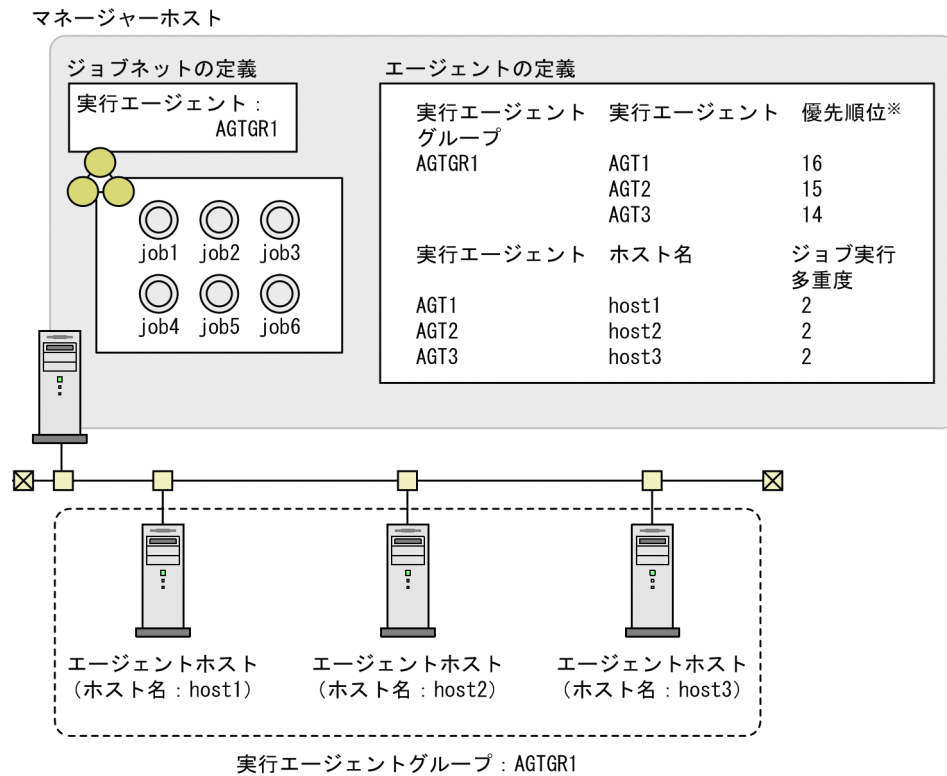 マネージャーホスト
ジョブネットの定義
実行エージェント：
AGTGR1
job1 job2 job3
job4 job5 job6
エージェントの定義
実行エージェント 実行エージェント 優先順位※
グループ
AGTGR1 AGT1 16
AGT2 15
AGT3 14
実行エージェント ホスト名 ジョブ実行
多重度
AGT1 host1 2
AGT2 host2 2
AGT3 host3 2
エージェントホスト エージェントホスト エージェントホスト
（ホスト名：host1） （ホスト名：host2） （ホスト名：host3）
実行エージェントグループ：AGTGR1